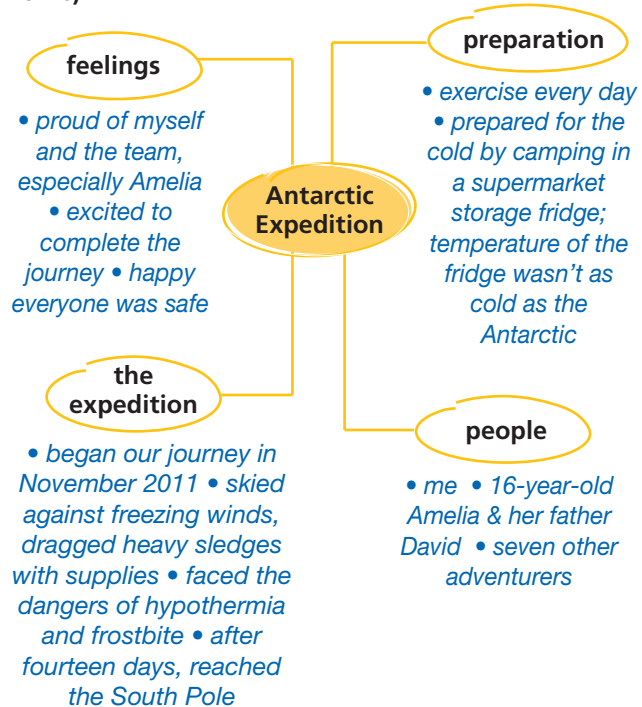 feelings
• proud of myself
and the team,
especially Amelia
• excited to
complete the
journey • happy
everyone was safe
preparation
• exercise every day
• prepared for the
cold by camping in
a supermarket
storage fridge;
temperature of the
fridge wasn't as
cold as the
Antarctic
Antarctic
Expedition
the
expedition
• began our journey in
November 2011 • skied
against freezing winds,
dragged heavy sledges
with supplies • faced the
dangers of hypothermia
and frostbite • after
fourteen days, reached
the South Pole
people
• me • 16-year-old
Amelia & her father
David • seven other
adventurers